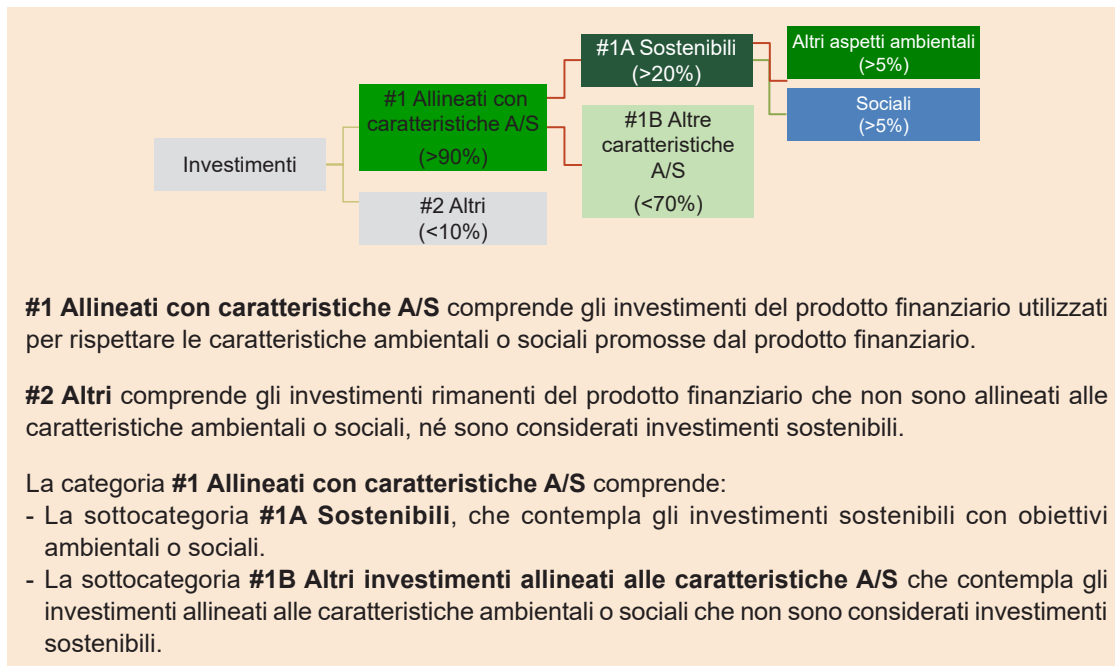 Investimenti
#1 Allineati con
caratteristiche A/S
(>90%)
#2 Altri
(<10%)
#1A Sostenibili
(>20%)
#1B Altre
caratteristiche
A/S
(<70%)
Altri aspetti ambientali
(>5%)
Sociali
(>5%)
#1 Allineati con caratteristiche A/S comprende gli investimenti del prodotto finanziario utilizzati
per rispettare le caratteristiche ambientali o sociali promosse dal prodotto finanziario.
#2 Altri comprende gli investimenti rimanenti del prodotto finanziario che non sono allineati alle
caratteristiche ambientali o sociali, né sono considerati investimenti sostenibili.
La categoria #1 Allineati con caratteristiche A/S comprende:
- La sottocategoria #1A Sostenibili, che contempla gli investimenti sostenibili con obiettivi
ambientali o sociali.
- La sottocategoria #1B Altri investimenti allineati alle caratteristiche A/S che contempla gli
investimenti allineati alle caratteristiche ambientali o sociali che non sono considerati investimenti
sostenibili.